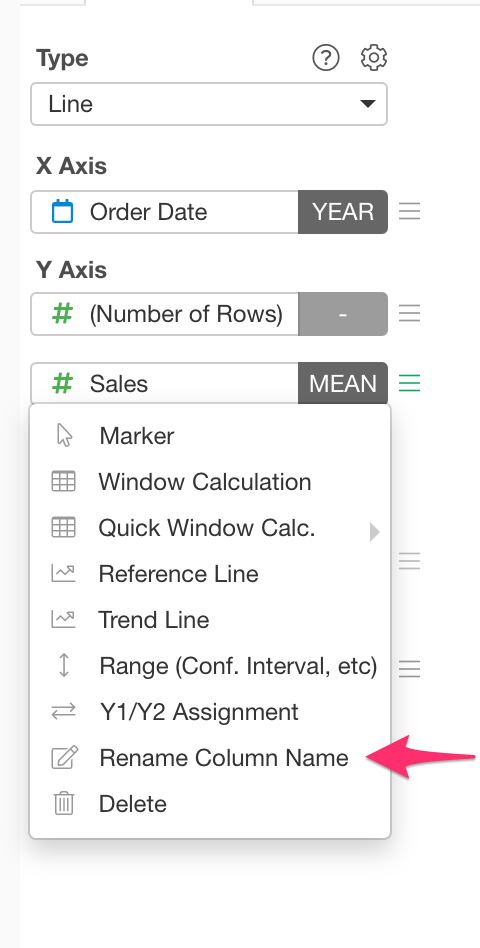 Type
Line
X Axis
Order Date YEAR
Y Axis
# (Number of Rows) -
# Sales MEAN
Marker
Window Calculation
Quick Window Calc.
Reference Line
Trend Line
Range (Conf. Interval, etc)
Y1/Y2 Assignment
Rename Column Name
Delete